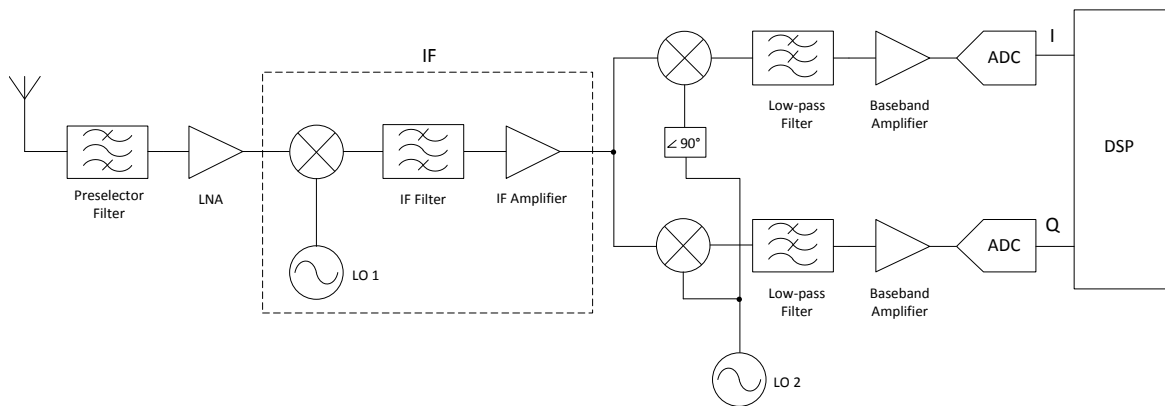 IF
Preselector
Filter
LNA
LO 1
IF Filter
IF Amplifier
∠ 90°
Low-pass
Filter
Baseband
Amplifier
ADC
I
DSP
Low-pass
Filter
Baseband
Amplifier
ADC
Q
LO 2